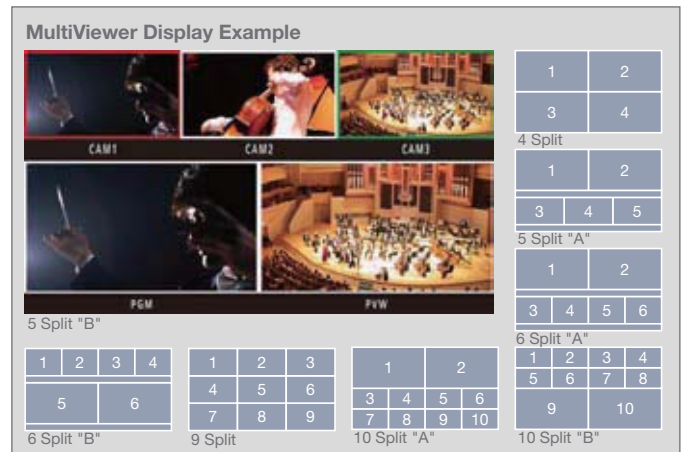 MultiViewer Display Example
CAM1 CAM2 CAM3
PGM PVW
5 Split "B"
1 2
3 4
4 Split
1 2
3 4 5
5 Split "A"
1 2
3 4 5 6
6 Split "A"
1 2 3 4
5 6
6 Split "B"
1 2 3
4 5 6
7 8 9
9 Split
1 2
3 4 5 6
7 8 9 10
10 Split "A"
1 2 3 4
5 6 7 8
9 10
10 Split "B"